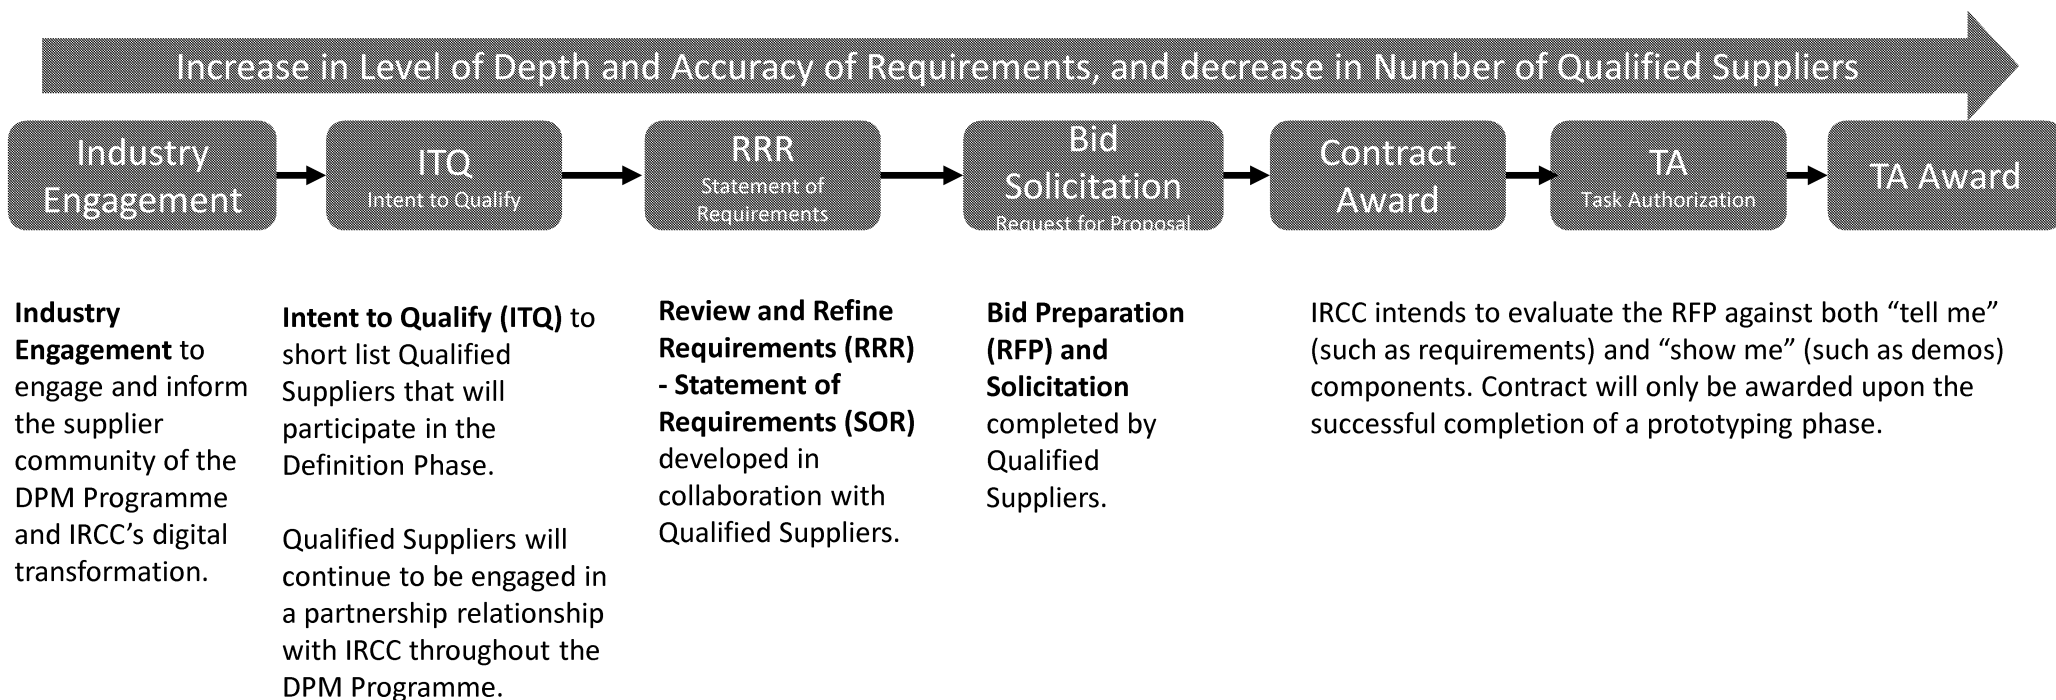 Increase in Level of Depth and Accuracy of Requirements, and decrease in Number of Qualified Suppliers
Industry
Engagement
ITQ
Intent to Qualify
RRR
Statement of
Requirements
Bid
Solicitation
Request for Proposal
Contract
Award
TA
Task Authorization
TA Award
Industry
Engagement to
engage and inform
the supplier
community of the
DPM Programme
and IRCC’s digital
transformation.
Intent to Qualify (ITQ) to
short list Qualified
Suppliers that will
participate in the
Definition Phase.
Qualified Suppliers will
continue to be engaged in
a partnership relationship
with IRCC throughout the
DPM Programme.
Review and Refine
Requirements (RRR)
- Statement of
Requirements (SOR)
developed in
collaboration with
Qualified Suppliers.
Bid Preparation
(RFP) and
Solicitation
completed by
Qualified
Suppliers.
IRCC intends to evaluate the RFP against both “tell me”
(such as requirements) and “show me” (such as demos)
components. Contract will only be awarded upon the
successful completion of a prototyping phase.